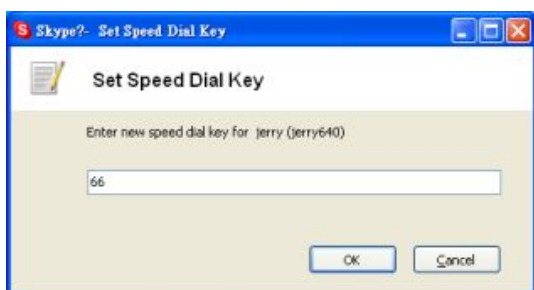 Skype?- Set Speed Dial Key
Set Speed Dial Key
Enter new speed dial key for jerry (jerry640)
66
OK Cancel